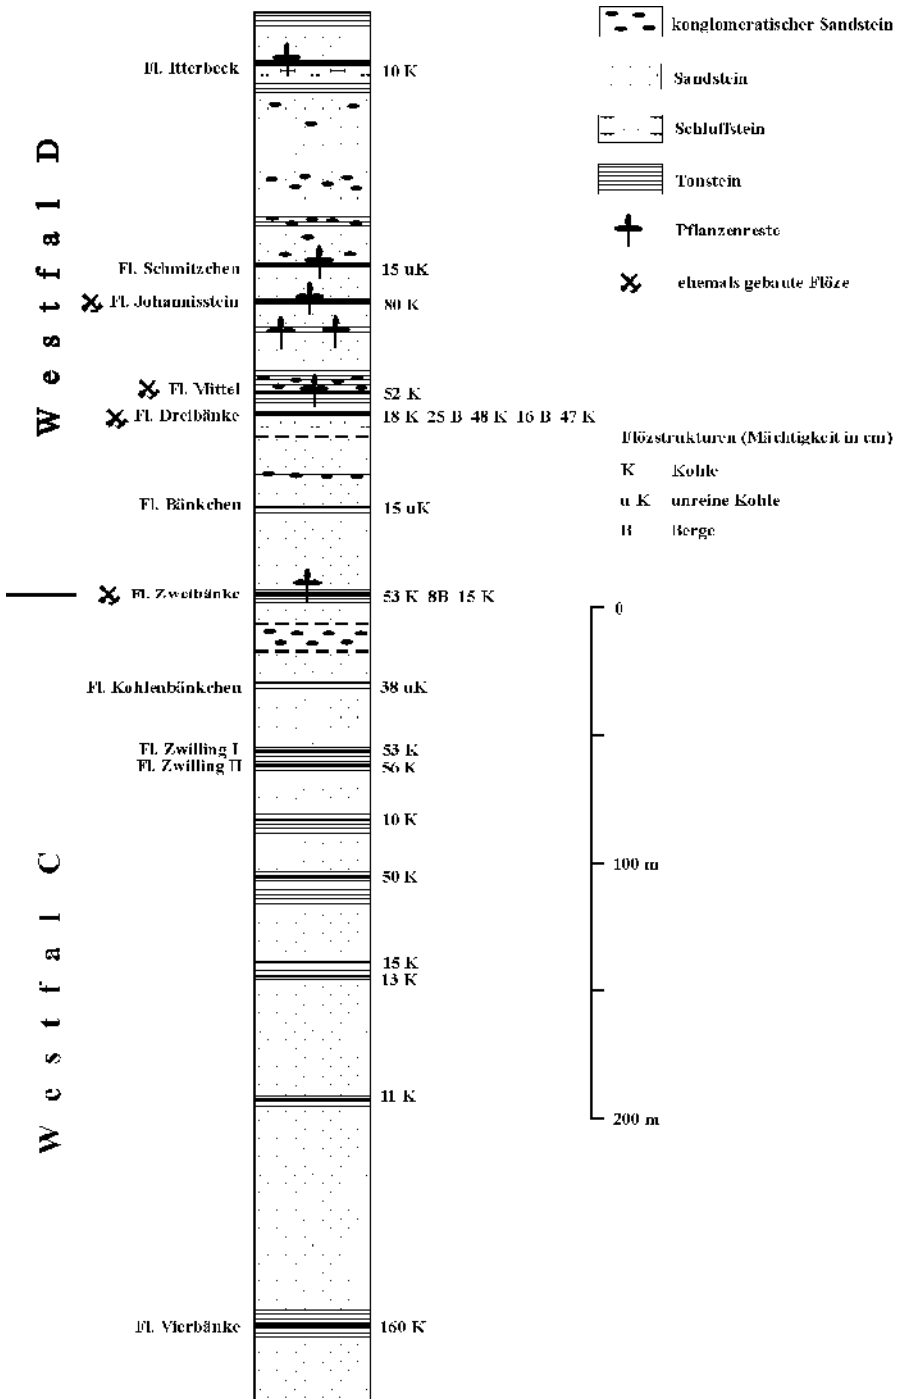 konglomeratischer Sandstein
Sandstein
Schluffstein
Tonstein
Pflanzenreste
ehemals gebaute Flöze
Flözstrukturen (Mächtigkeit in cm)
K Kohle
u K unreine Kohle
B Berge
0
100 m
200 m
Westfal D
Westfal C
Fl. Itterbeck 10 K
Fl. Schmitzchen 15 uK
Fl. Johannisstein 80 K
Fl. Mittel 52 K
Fl. Dreibänke 18 K 25 B 48 K 16 B 47 K
Fl. Bänkchen 15 uK
Fl. Zweibänke 53 K 8B 15 K
Fl. Kohlenbänkchen 38 uK
Fl. Zwilling I 53 K
Fl. Zwilling II 56 K
10 K
50 K
15 K
13 K
11 K
Fl. Vierbänke 160 K